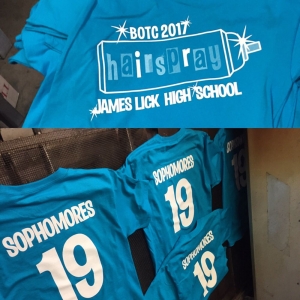 BOTC 2017
hairspray
JAMES LICK HIGH SCHOOL
SOPHOMORES
19
SOPHOMORES
19
SOPHOMORES
19